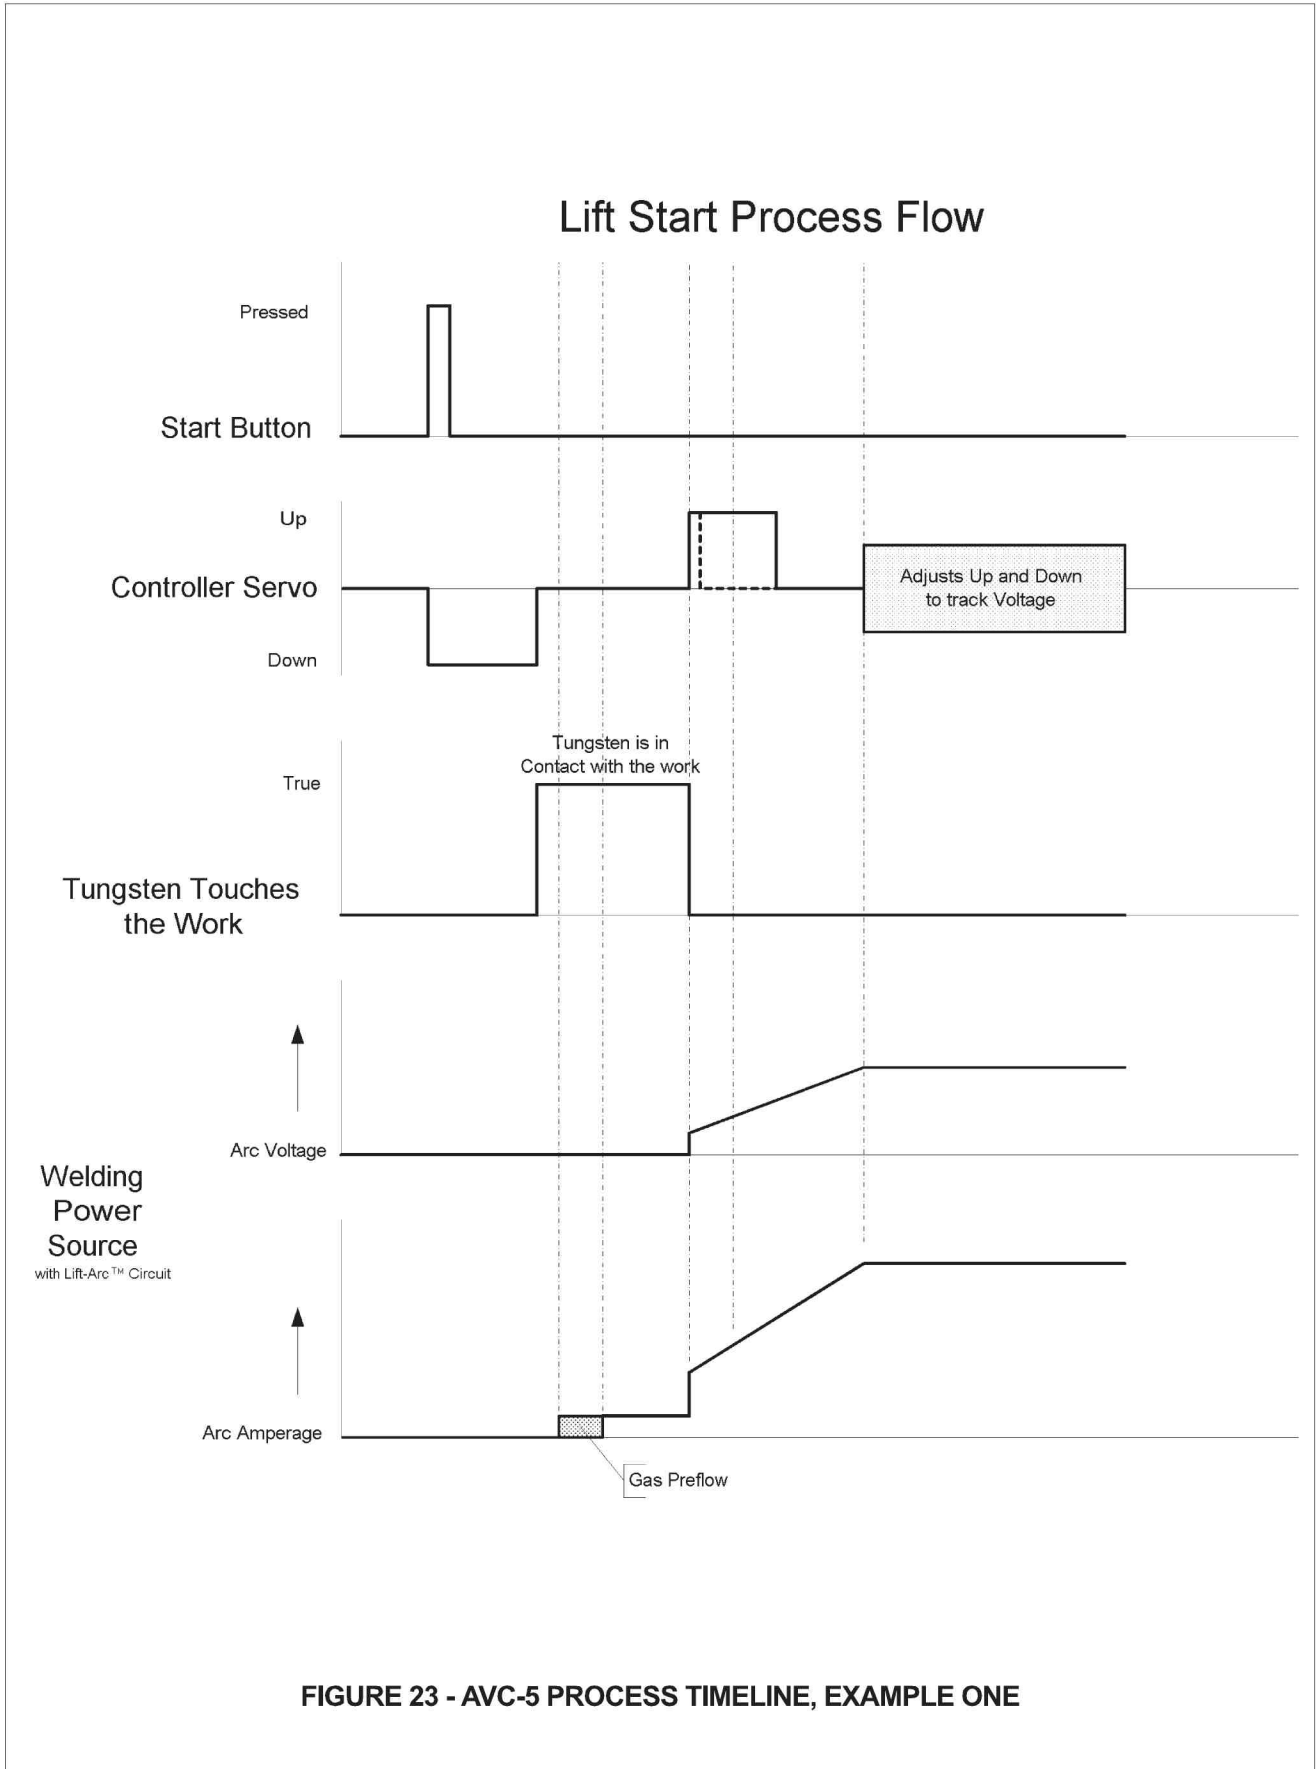 Lift Start Process Flow
Pressed
Start Button
Up
Controller Servo
Down
Adjusts Up and Down
to track Voltage
Tungsten is in
Contact with the work
True
Tungsten Touches
the Work
Arc Voltage
Welding
Power
Source
with Lift-Arc™ Circuit
Arc Amperage
Gas Preflow
FIGURE 23 - AVC-5 PROCESS TIMELINE, EXAMPLE ONE